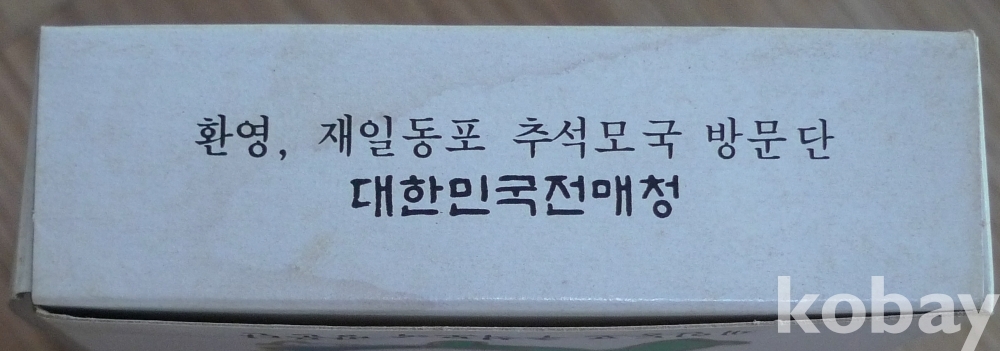 환영, 재일동포 추석모국 방문단
대한민국전매청
kobay